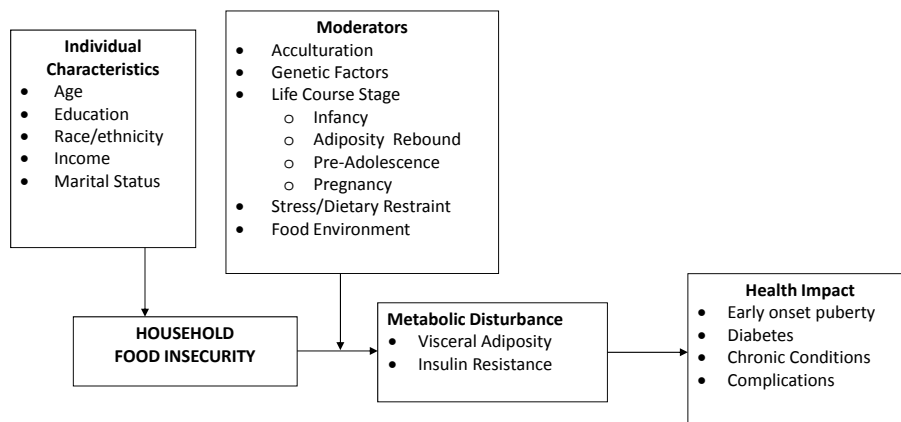 Individual
Characteristics
• Age
• Education
• Race/ethnicity
• Income
• Marital Status
Moderators
• Acculturation
• Genetic Factors
• Life Course Stage
o Infancy
o Adiposity Rebound
o Pre-Adolescence
o Pregnancy
• Stress/Dietary Restraint
• Food Environment
HOUSEHOLD
FOOD INSECURITY
Metabolic Disturbance
• Visceral Adiposity
• Insulin Resistance
Health Impact
• Early onset puberty
• Diabetes
• Chronic Conditions
• Complications